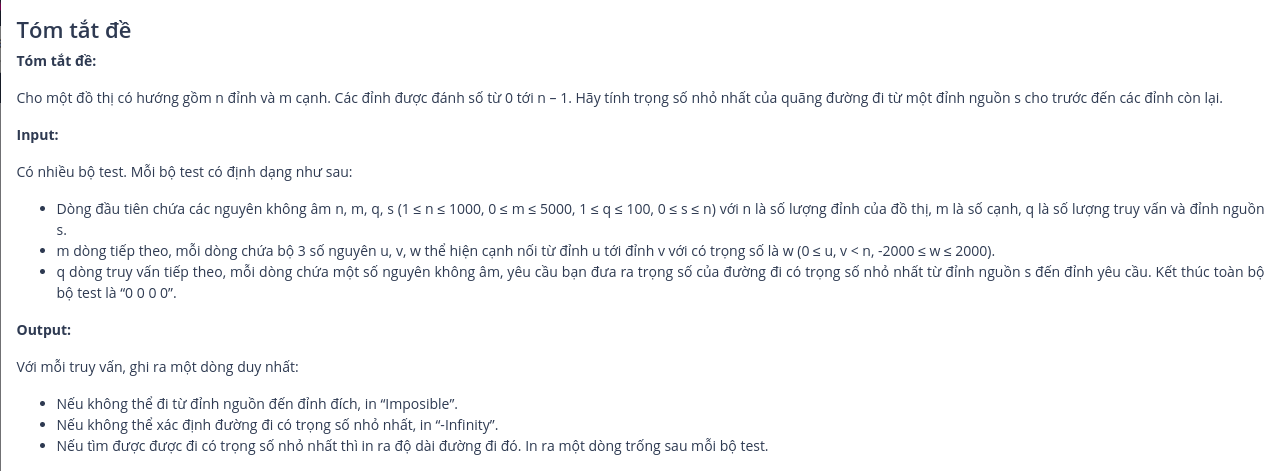 Tóm tắt đề
Tóm tắt đề:
Cho một đồ thị có hướng gồm n đỉnh và m cạnh. Các đỉnh được đánh số từ 0 tới n – 1. Hãy tính trọng số nhỏ nhất của quãng đường đi từ một đỉnh nguồn s cho trước đến các đỉnh còn lại.
Input:
Có nhiều bộ test. Mỗi bộ test có định dạng như sau:
• Dòng đầu tiên chứa các nguyên không âm n, m, q, s (1 ≤ n ≤ 1000, 0 ≤ m ≤ 5000, 1 ≤ q ≤ 100, 0 ≤ s ≤ n) với n là số lượng đỉnh của đồ thị, m là số cạnh, q là số lượng truy vấn và đỉnh nguồn
s.
• m dòng tiếp theo, mỗi dòng chứa bộ 3 số nguyên u, v, w thể hiện cạnh nối từ đỉnh u tới đỉnh v với có trọng số là w (0 ≤ u, v < n, -2000 ≤ w ≤ 2000).
• q dòng truy vấn tiếp theo, mỗi dòng chứa một số nguyên không âm, yêu cầu bạn đưa ra trọng số của đường đi có trọng số nhỏ nhất từ đỉnh nguồn s đến đỉnh yêu cầu. Kết thúc toàn bộ
bộ test là “0 0 0 0”.
Output:
Với mỗi truy vấn, ghi ra một dòng duy nhất:
• Nếu không thể đi từ đỉnh nguồn đến đỉnh đích, in “Imposible”.
• Nếu không thể xác định đường đi có trọng số nhỏ nhất, in “-Infinity”.
• Nếu tìm được được đi có trọng số nhỏ nhất thì in ra độ dài đường đi đó. In ra một dòng trống sau mỗi bộ test.